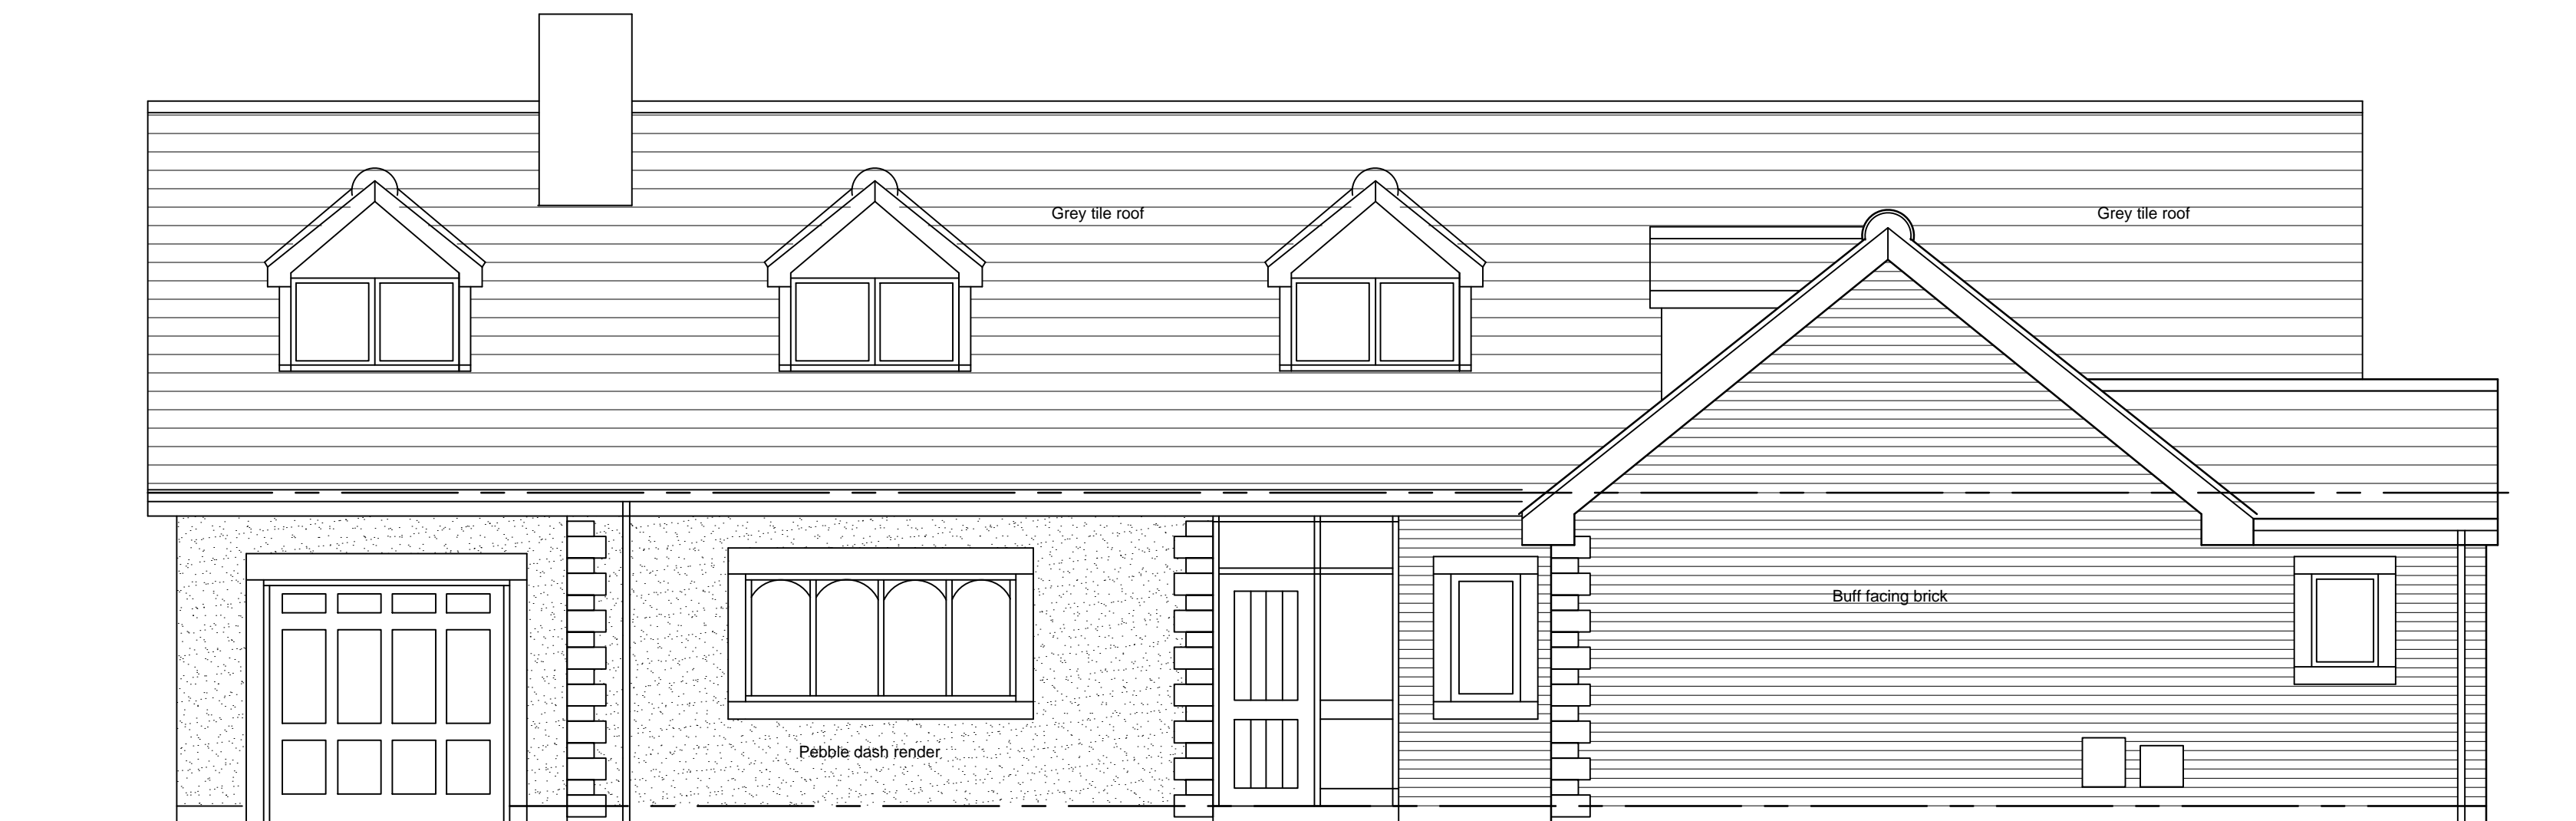 Grey tile roof
Grey tile roof
Buff facing brick
Pebble dash render